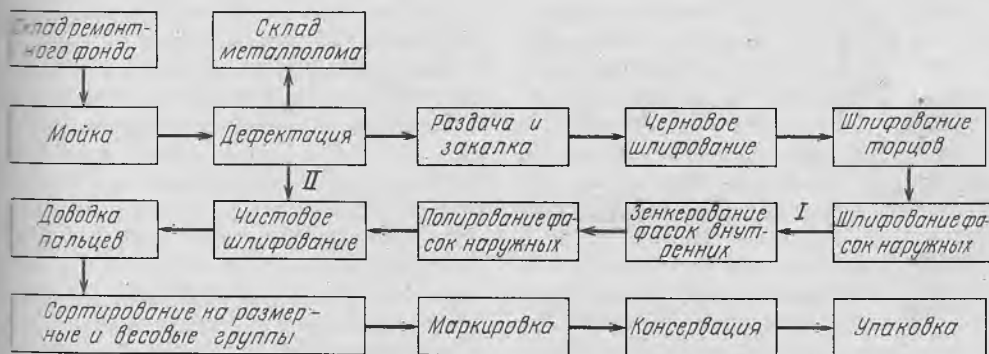 Склад ремонт-
ного фонда
Склад
металлолома
Мойка
Дефектация
Раздача и
закалка
Черновое
шлифование
Шлифование
торцов
II
I
Доводка
пальцев
Чистовое
шлифование
Полирование фа-
сок наружных
Зенкерование
фасок внут-
ренних
Шлифование фа-
сок наружных
Сортирование на размер-
ные и весовые группы
Маркировка
Консервация
Упаковка